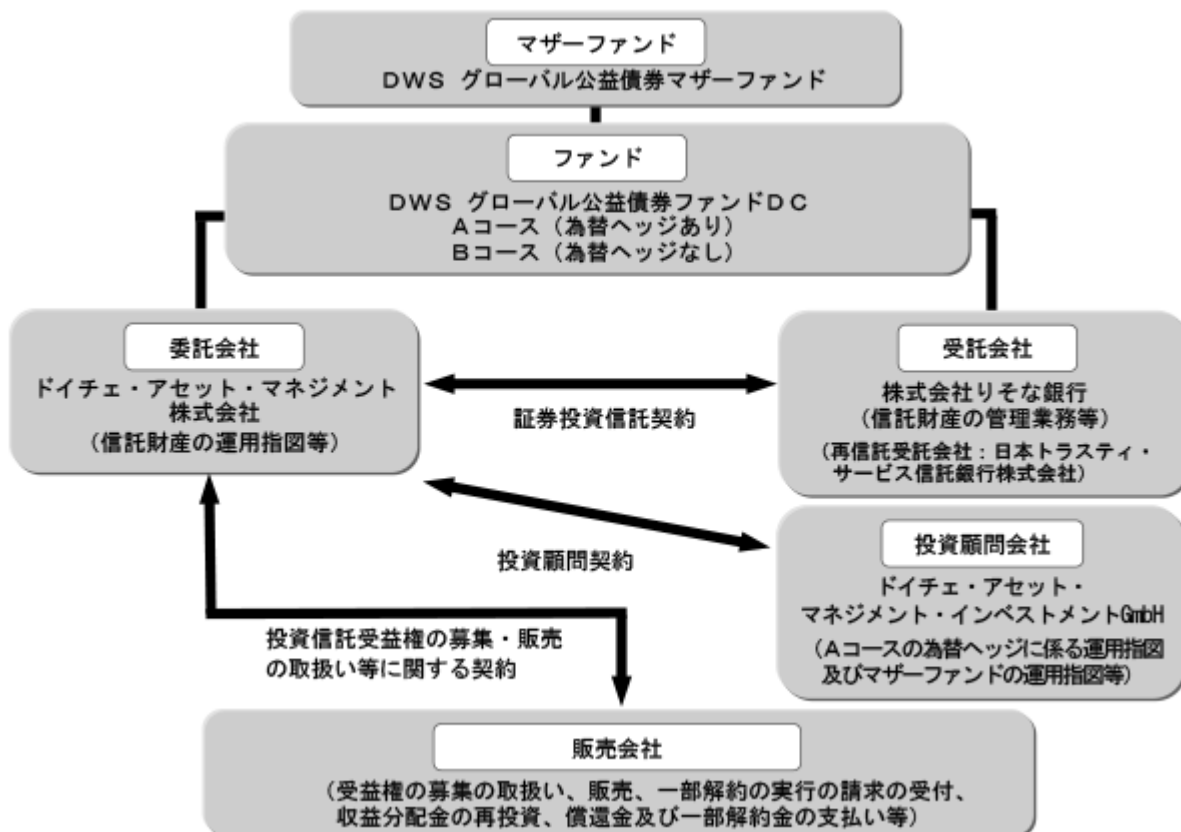 マザーファンド
DWS グローバル公益債券マザーファンド
ファンド
DWS グローバル公益債券ファンドDC
Aコース(為替ヘッジあり)
Bコース(為替ヘッジなし)
委託会社
ドイチェ・アセット・マネジメント
株式会社
(信託財産の運用指図等)
受託会社
株式会社りそな銀行
(信託財産の管理業務等)
(再信託受託会社:日本トラスティ・
サービス信託銀行株式会社)
証券投資信託契約
投資顧問契約
投資顧問会社
ドイチェ・アセット・
マネジメント・インベストメントGmbH
(Aコースの為替ヘッジに係る運用指図
及びマザーファンドの運用指図等)
投資信託受益権の募集・販売
の取扱い等に関する契約
販売会社
(受益権の募集の取扱い、販売、一部解約の実行の請求の受付、
収益分配金の再投資、償還金及び一部解約金の支払い等)